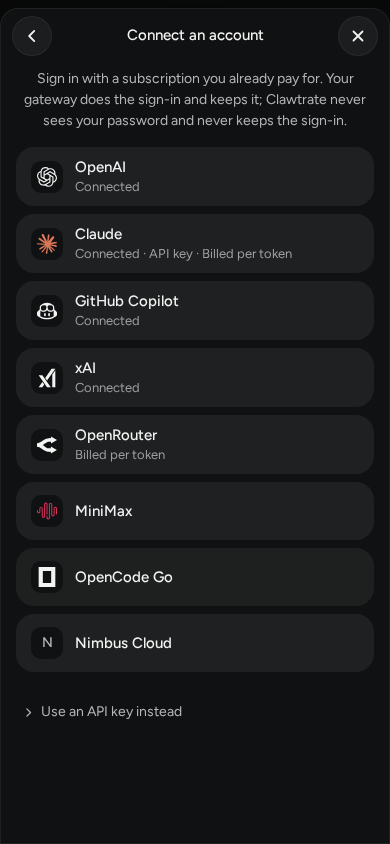 Connect an account
Sign in with a subscription you already pay for. Your
gateway does the sign-in and keeps it; Clawtrate never
sees your password and never keeps the sign-in.
OpenAI
Connected
Claude
Connected · API key · Billed per token
GitHub Copilot
Connected
xAI
Connected
OpenRouter
Billed per token
MiniMax
OpenCode Go
N
Nimbus Cloud
Use an API key instead